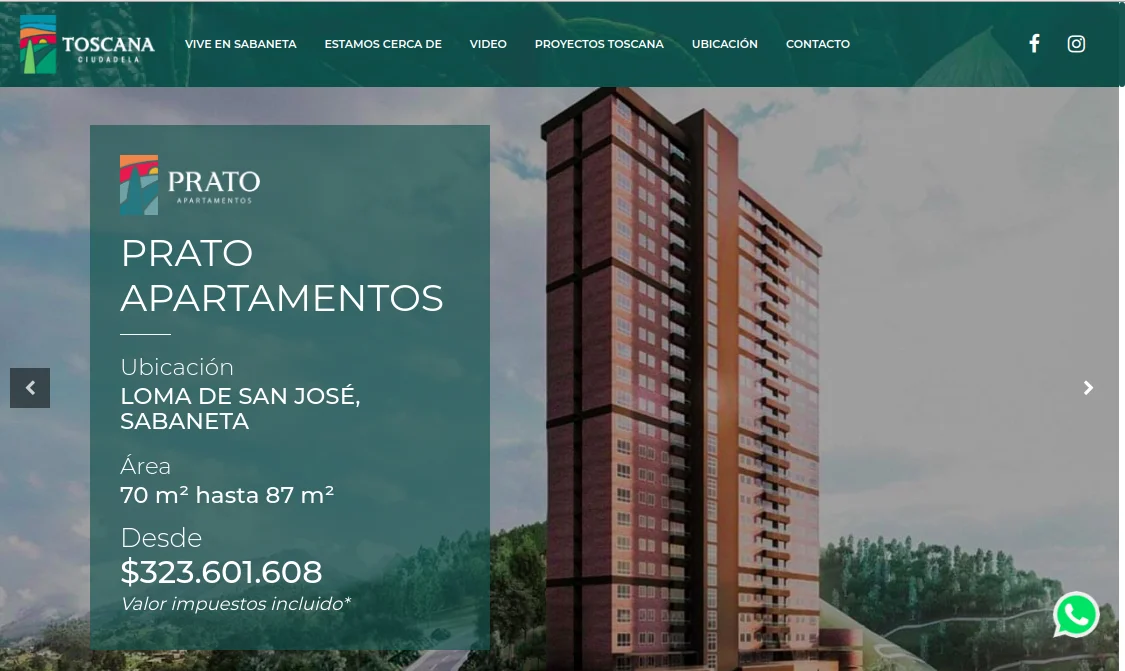 TOSCANA
CIUDADELA
VIVE EN SABANETA ESTAMOS CERCA DE VIDEO PROYECTOS TOSCANA UBICACIÓN CONTACTO
PRATO
APARTAMENTOS
PRATO
APARTAMENTOS
Ubicación
LOMA DE SAN JOSÉ,
SABANETA
Área
70 m² hasta 87 m²
Desde
$323.601.608
Valor impuestos incluido*